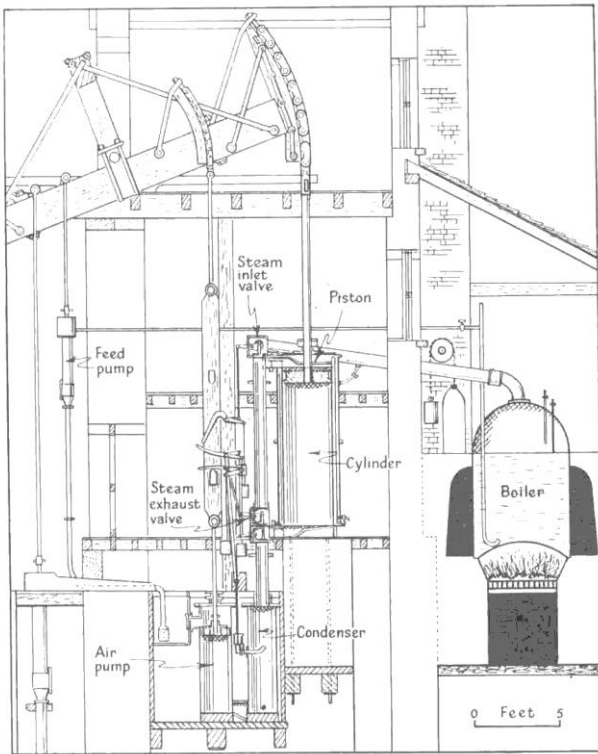 Steam
inlet
valve
Piston
Feed
pump
Cylinder
Steam
exhaust
valve
Boiler
Condenser
Air
pump
0 Feet 5